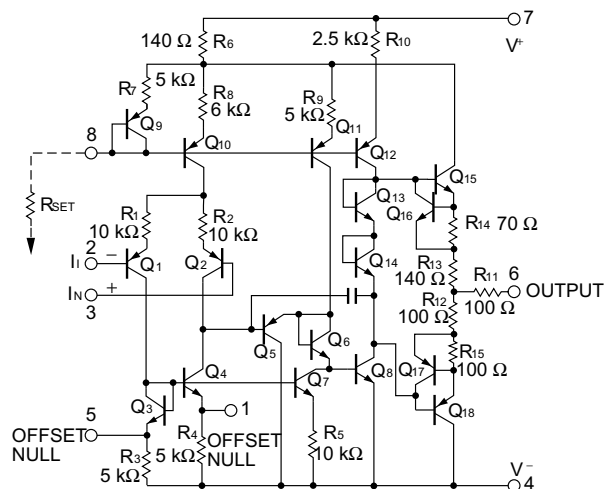 7
V+
140 Ω R6
2.5 kΩ R10
R7
5 kΩ
R8
6 kΩ
R9
5 kΩ
Q11
Q9
8
Q10
Q12
Q13
Q15
Q16
RSET
R1
10 kΩ
R2
10 kΩ
R14 70 Ω
2
II −
Q1
Q2
Q14
R13
140 Ω
R11
100 Ω
6
OUTPUT
IN +
3
R12
100 Ω
Q5
Q6
Q17
R15
100 Ω
Q4
Q7
Q8
Q3
Q18
5
1
OFFSET
NULL
R4
5 kΩ
OFFSET
NULL
R5
10 kΩ
R3
5 kΩ
V−
4